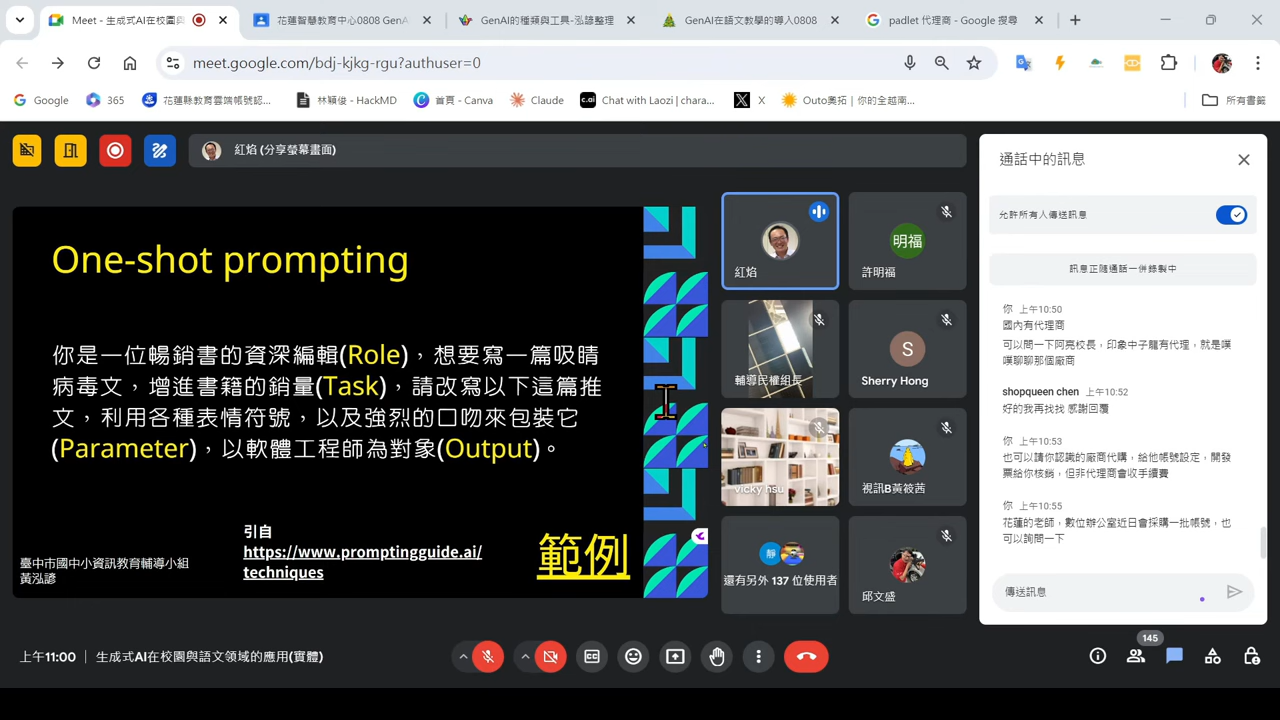 Meet - 生成式AI在校園與
花蓮智慧教育中心0808 GenA
GenAI的種類與工具-泓諺整理
GenAI在語文教學的導入0808
padlet 代理商 - Google 搜尋
meet.google.com/bdj-kjkg-rgu?authuser=0
Google
365
花蓮縣教育雲端帳號認...
林穎俊 - HackMD
首頁 - Canva
Claude
c.ai
Chat with Laozi | chara...
X
Outo奧拓｜你的全越南...
所有書籤
紅焰 (分享螢幕畫面)
One-shot prompting
你是一位暢銷書的資深編輯(Role)，想要寫一篇吸睛
病毒文，增進書籍的銷量(Task)，請改寫以下這篇推
文，利用各種表情符號，以及強烈的口吻來包裝它
(Parameter)，以軟體工程師為對象(Output)。
引自
https://www.promptingguide.ai/
techniques
範例
臺中市國中小資訊教育輔導小組
黃泓諺
紅焰
明福
許明福
輔導民權組長
S
Sherry Hong
vicky hsu
視訊B黃筱茜
靜
還有另外 137 位使用者
邱文盛
通話中的訊息
允許所有人傳送訊息
訊息正隨通話一併錄製中
你 上午10:50
國內有代理商
可以問一下阿亮校長，印象中子龍有代理，就是噗
噗聊聊那個廠商
shopqueen chen 上午10:52
好的我再找找 感謝回覆
你 上午10:53
也可以請你認識的廠商代購，給他帳號設定，開發
票給你核銷，但非代理商會收手續費
你 上午10:55
花蓮的老師，數位辦公室近日會採購一批帳號，也
可以詢問一下
傳送訊息
上午11:00
生成式AI在校園與語文領域的應用(實體)
145